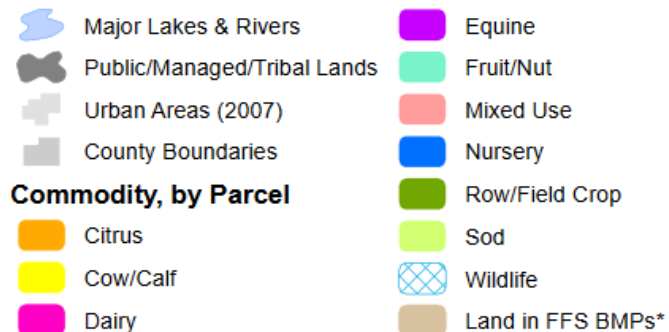 Major Lakes & Rivers
Public/Managed/Tribal Lands
Urban Areas (2007)
County Boundaries
Commodity, by Parcel
Citrus
Cow/Calf
Dairy
Equine
Fruit/Nut
Mixed Use
Nursery
Row/Field Crop
Sod
Wildlife
Land in FFS BMPs*